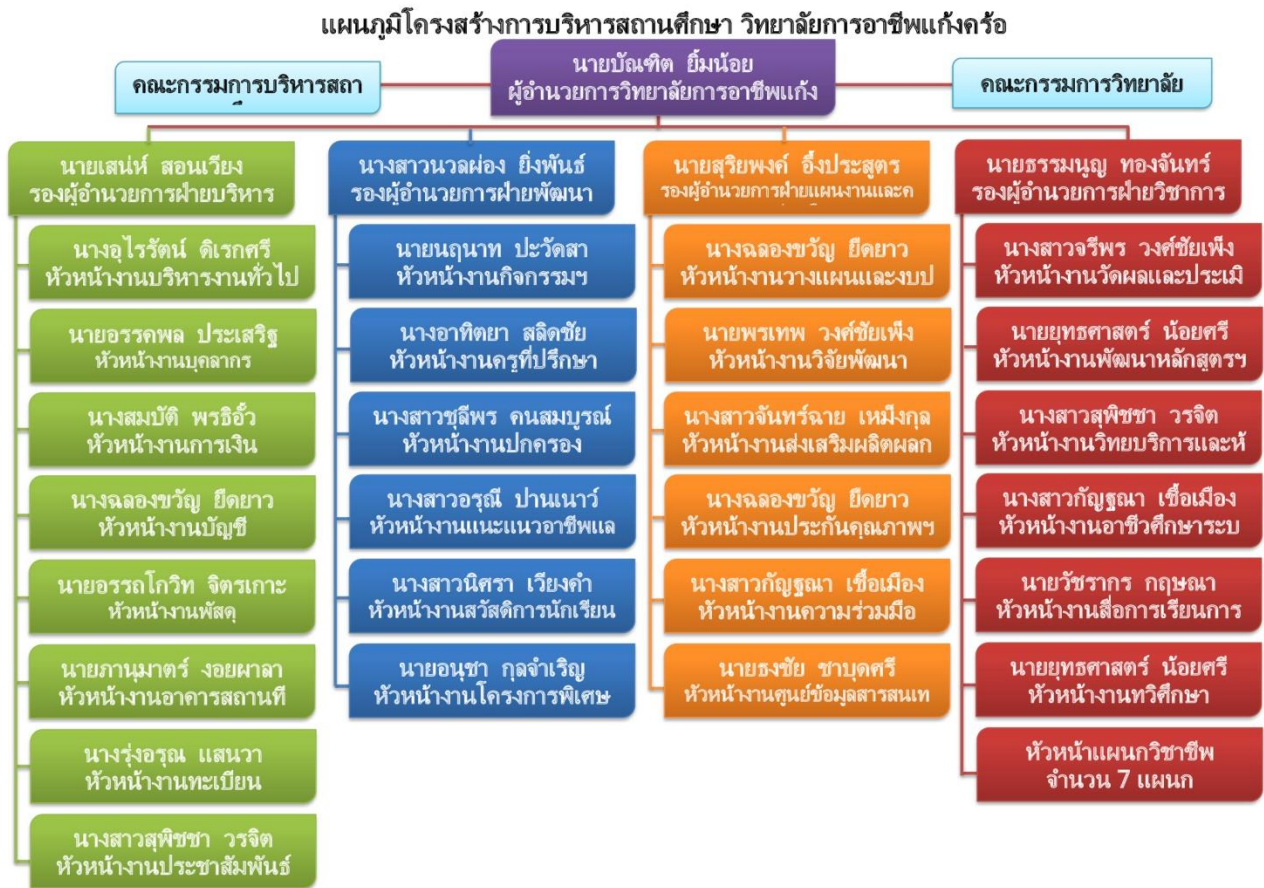 แผนภูมิโครงสร้างการบริหารสถานศึกษา วิทยาลัยการอาชีพแก้งคร้อ
นายบัณฑิต ยิ้มน้อย
ผู้อำนวยการวิทยาลัยการอาชีพแก้ง
คณะกรรมการบริหารสถา
คณะกรรมการวิทยาลัย
นายเสน่ห์ สอนเวียง
รองผู้อำนวยการฝ่ายบริหาร
นางอุไรรัตน์ ดิเรกศรี
หัวหน้างานบริหารงานทั่วไป
นายอรรคพล ประเสริฐ
หัวหน้างานบุคลากร
นางสมบัติ พรธิอั้ว
หัวหน้างานการเงิน
นางฉลองขวัญ ยืดยาว
หัวหน้างานบัญชี
นายอรรถโกวิท จิตรเกาะ
หัวหน้างานพัสดุ
นายภานุมาตร์ งอยผาลา
หัวหน้างานอาคารสถานที
นางรุ่งอรุณ แสนวา
หัวหน้างานทะเบียน
นางสาวสุพิชชา วรจิต
หัวหน้างานประชาสัมพันธ์
นางสาวนวลผ่อง ยิ่งพันธ์
รองผู้อำนวยการฝ่ายพัฒนา
นายนฤนาท ปะวัดสา
หัวหน้างานกิจกรรมฯ
นางอาทิตยา สลิดชัย
หัวหน้างานครูที่ปรึกษา
นางสาวชุลีพร คนสมบูรณ์
หัวหน้างานปกครอง
นางสาวอรุณี ปานเนาว์
หัวหน้างานแนะแนวอาชีพแล
นางสาวนิศรา เวียงคำ
หัวหน้างานสวัสดิการนักเรียน
นายอนุชา กุลจำเริญ
หัวหน้างานโครงการพิเศษ
นายสุริยพงค์ อึ้งประสูตร
รองผู้อำนวยการฝ่ายแผนงานและค
นางฉลองขวัญ ยืดยาว
หัวหน้างานวางแผนและงบป
นายพรเทพ วงศ์ชัยเพ็ง
หัวหน้างานวิจัยพัฒนา
นางสาวจันทร์ฉาย เหม็งกุล
หัวหน้างานส่งเสริมผลิตผลก
นางฉลองขวัญ ยืดยาว
หัวหน้างานประกันคุณภาพฯ
นางสาวกัญฐณา เชื้อเมือง
หัวหน้างานความร่วมมือ
นายธงชัย ชาบุดศรี
หัวหน้างานศูนย์ข้อมูลสารสนเท
นายธรรมนูญ ทองจันทร์
รองผู้อำนวยการฝ่ายวิชาการ
นางสาวจรีพร วงศ์ชัยเพ็ง
หัวหน้างานวัดผลและประเมิ
นายยุทธศาสตร์ น้อยศรี
หัวหน้างานพัฒนาหลักสูตรฯ
นางสาวสุพิชชา วรจิต
หัวหน้างานวิทยบริการและห้
นางสาวกัญฐณา เชื้อเมือง
หัวหน้างานอาชีวศึกษาระบ
นายวัชรากร กฤษณา
หัวหน้างานสื่อการเรียนการ
นายยุทธศาสตร์ น้อยศรี
หัวหน้างานทวิศึกษา
หัวหน้าแผนกวิชาชีพ
จำนวน 7 แผนก